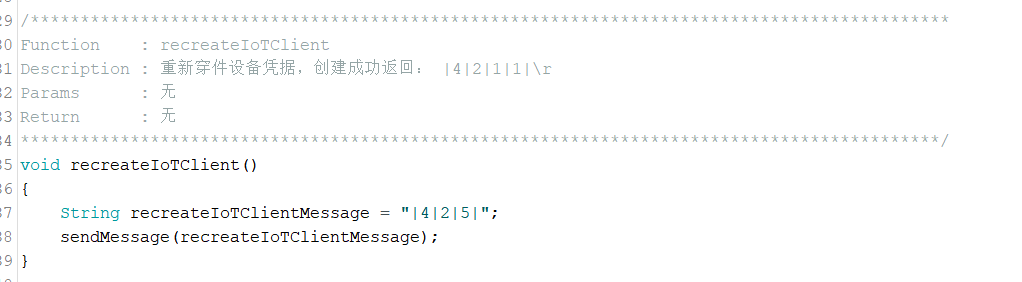 29 /********************************************************************************************
30 Function    : recreateIoTClient
31 Description : 重新穿件设备凭据，创建成功返回： |4|2|1|1|\r
32 Params      : 无
33 Return      : 无
34 ********************************************************************************************/
35 void recreateIoTClient()
36 {
37     String recreateIoTClientMessage = "|4|2|5|";
38     sendMessage(recreateIoTClientMessage);
39 }